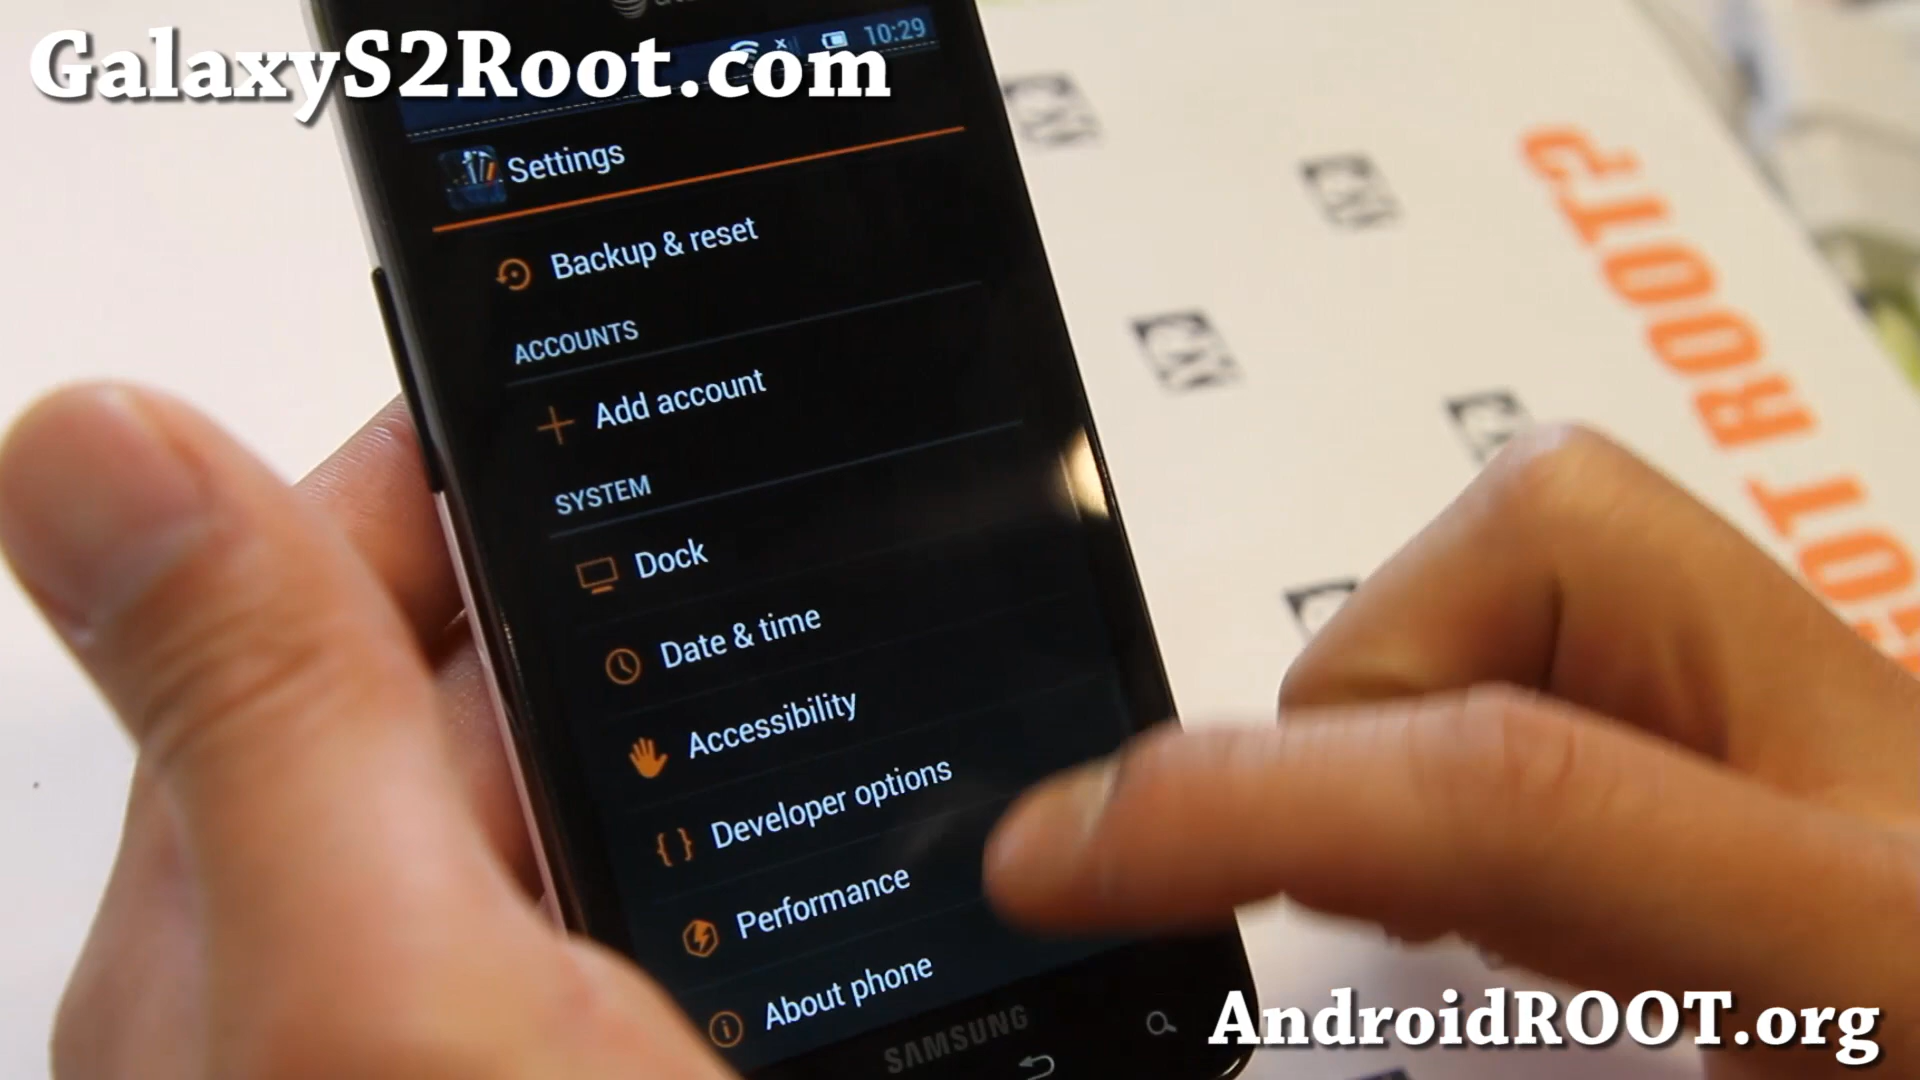 GalaxyS2Root.com
10:29
Settings
Backup & reset
ACCOUNTS
Add account
SYSTEM
Dock
Date & time
Accessibility
Developer options
Performance
About phone
SAMSUNG
GOT ROOT?
AndroidROOT.org